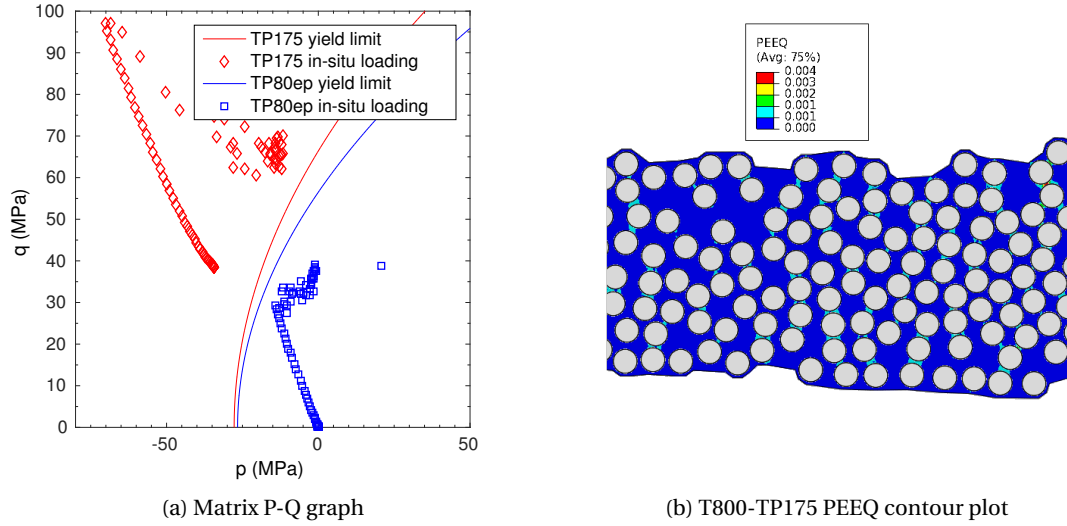 100
90
80
70
60
50
40
30
20
10
0
q (MPa)
-50
0
50
p (MPa)
TP175 yield limit
TP175 in-situ loading
TP80ep yield limit
TP80ep in-situ loading
(a) Matrix P-Q graph
PEEQ
(Avg: 75%)
0.004
0.003
0.002
0.001
0.001
0.000
(b) T800-TP175 PEEQ contour plot